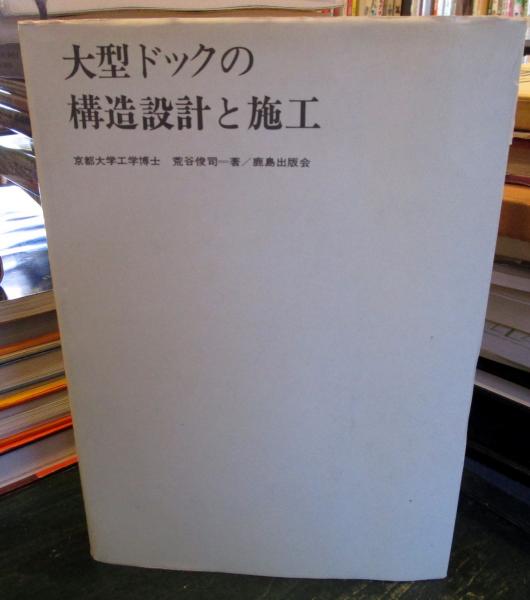 大型ドックの
構造設計と施工
京都大学工学博士 荒谷俊司=著/鹿島出版会